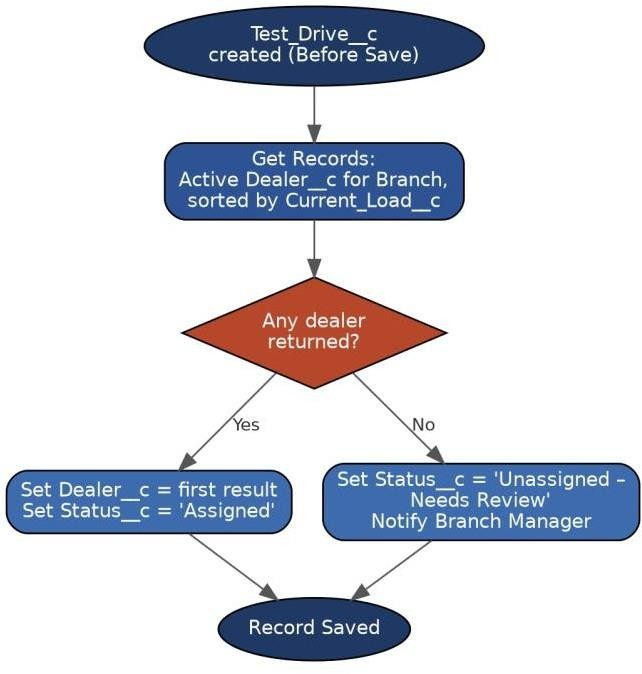 Test_Drive__c
created (Before Save)
Get Records:
Active Dealer__c for Branch,
sorted by Current_Load__c
Any dealer
returned?
Yes
No
Set Dealer__c = first result
Set Status__c = 'Assigned'
Set Status__c = 'Unassigned –
Needs Review'
Notify Branch Manager
Record Saved